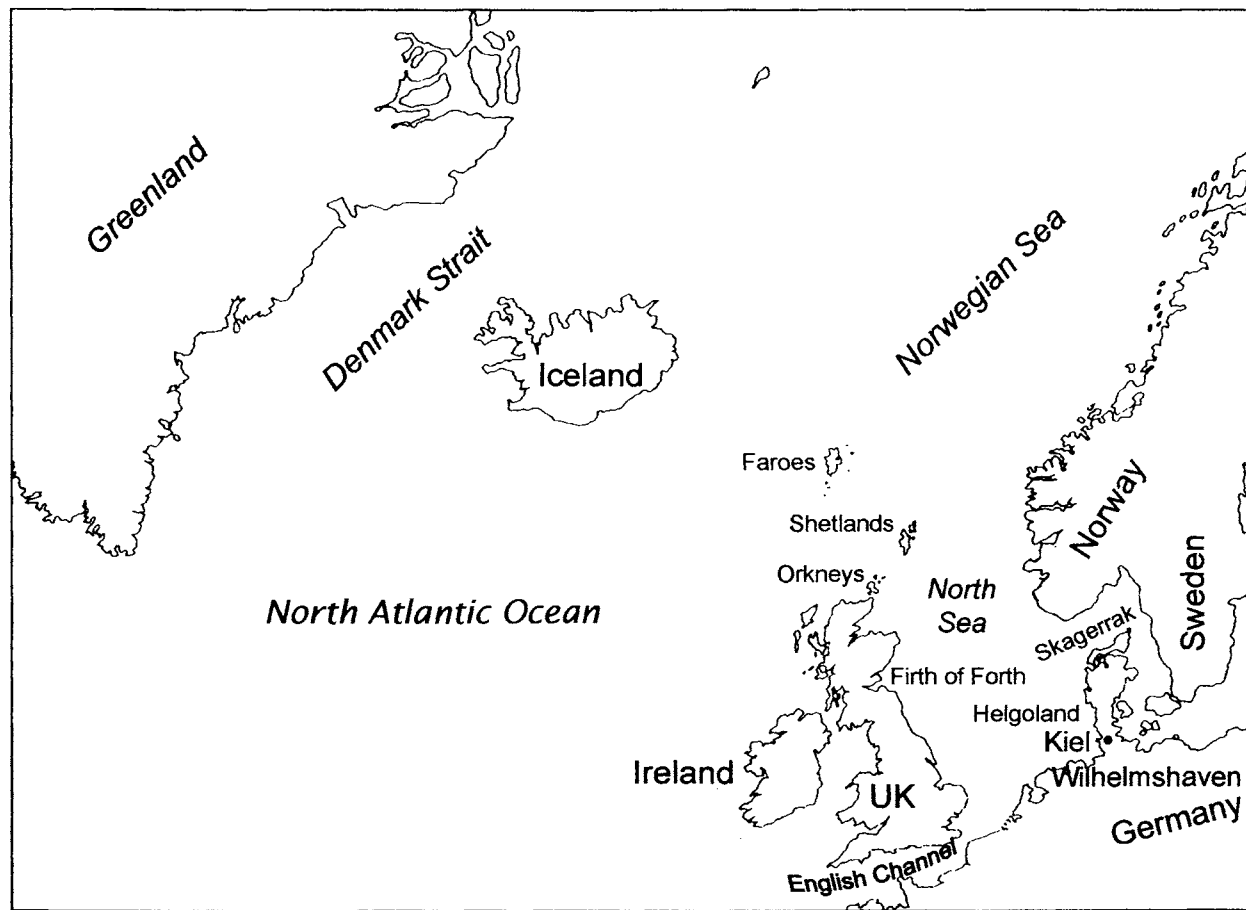 Greenland
Denmark Strait
Iceland
Norwegian Sea
Faroes
Shetlands
Orkneys
North
Sea
Norway
Sweden
North Atlantic Ocean
Skagerrak
Firth of Forth
Helgoland
Kiel
Ireland
UK
Wilhelmshaven
Germany
English Channel